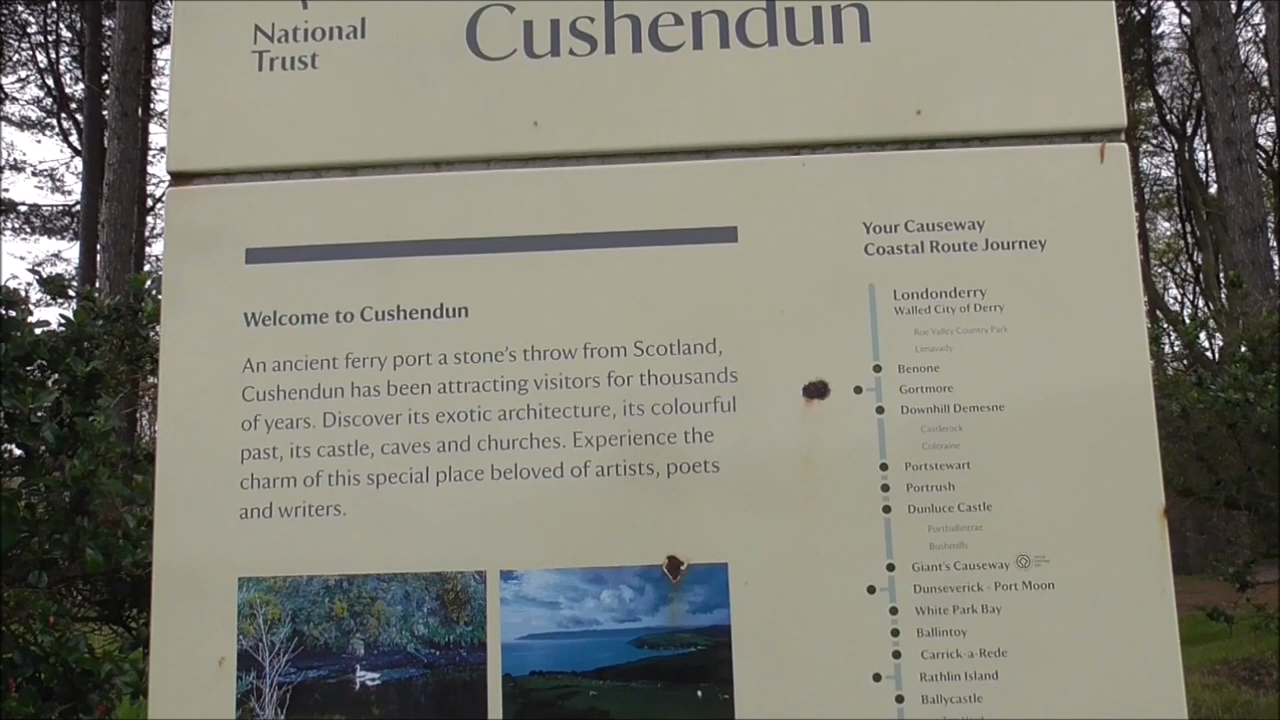 National
Trust
Cushendun
Welcome to Cushendun
An ancient ferry port a stone's throw from Scotland,
Cushendun has been attracting visitors for thousands
of years. Discover its exotic architecture, its colourful
past, its castle, caves and churches. Experience the
charm of this special place beloved of artists, poets
and writers.
Your Causeway
Coastal Route Journey
Londonderry
Walled City of Derry
Roe Valley Country Park
Limavady
Benone
Gortmore
Downhill Demesne
Castlerock
Coleraine
Portstewart
Portrush
Dunluce Castle
Portballintrae
Bushmills
Giant's Causeway
Dunseverick - Port Moon
White Park Bay
Ballintoy
Carrick-a-Rede
Rathlin Island
Ballycastle